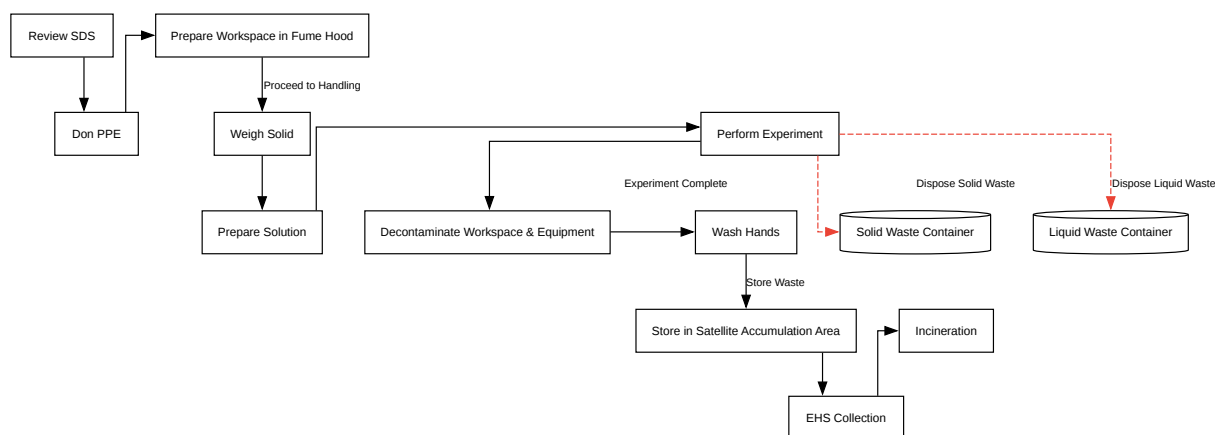 Review SDS
Prepare Workspace in Fume Hood
Proceed to Handling
Don PPE
Weigh Solid
Perform Experiment
Experiment Complete
Dispose Solid Waste
Dispose Liquid Waste
Prepare Solution
Decontaminate Workspace & Equipment
Wash Hands
Solid Waste Container
Liquid Waste Container
Store Waste
Store in Satellite Accumulation Area
Incineration
EHS Collection